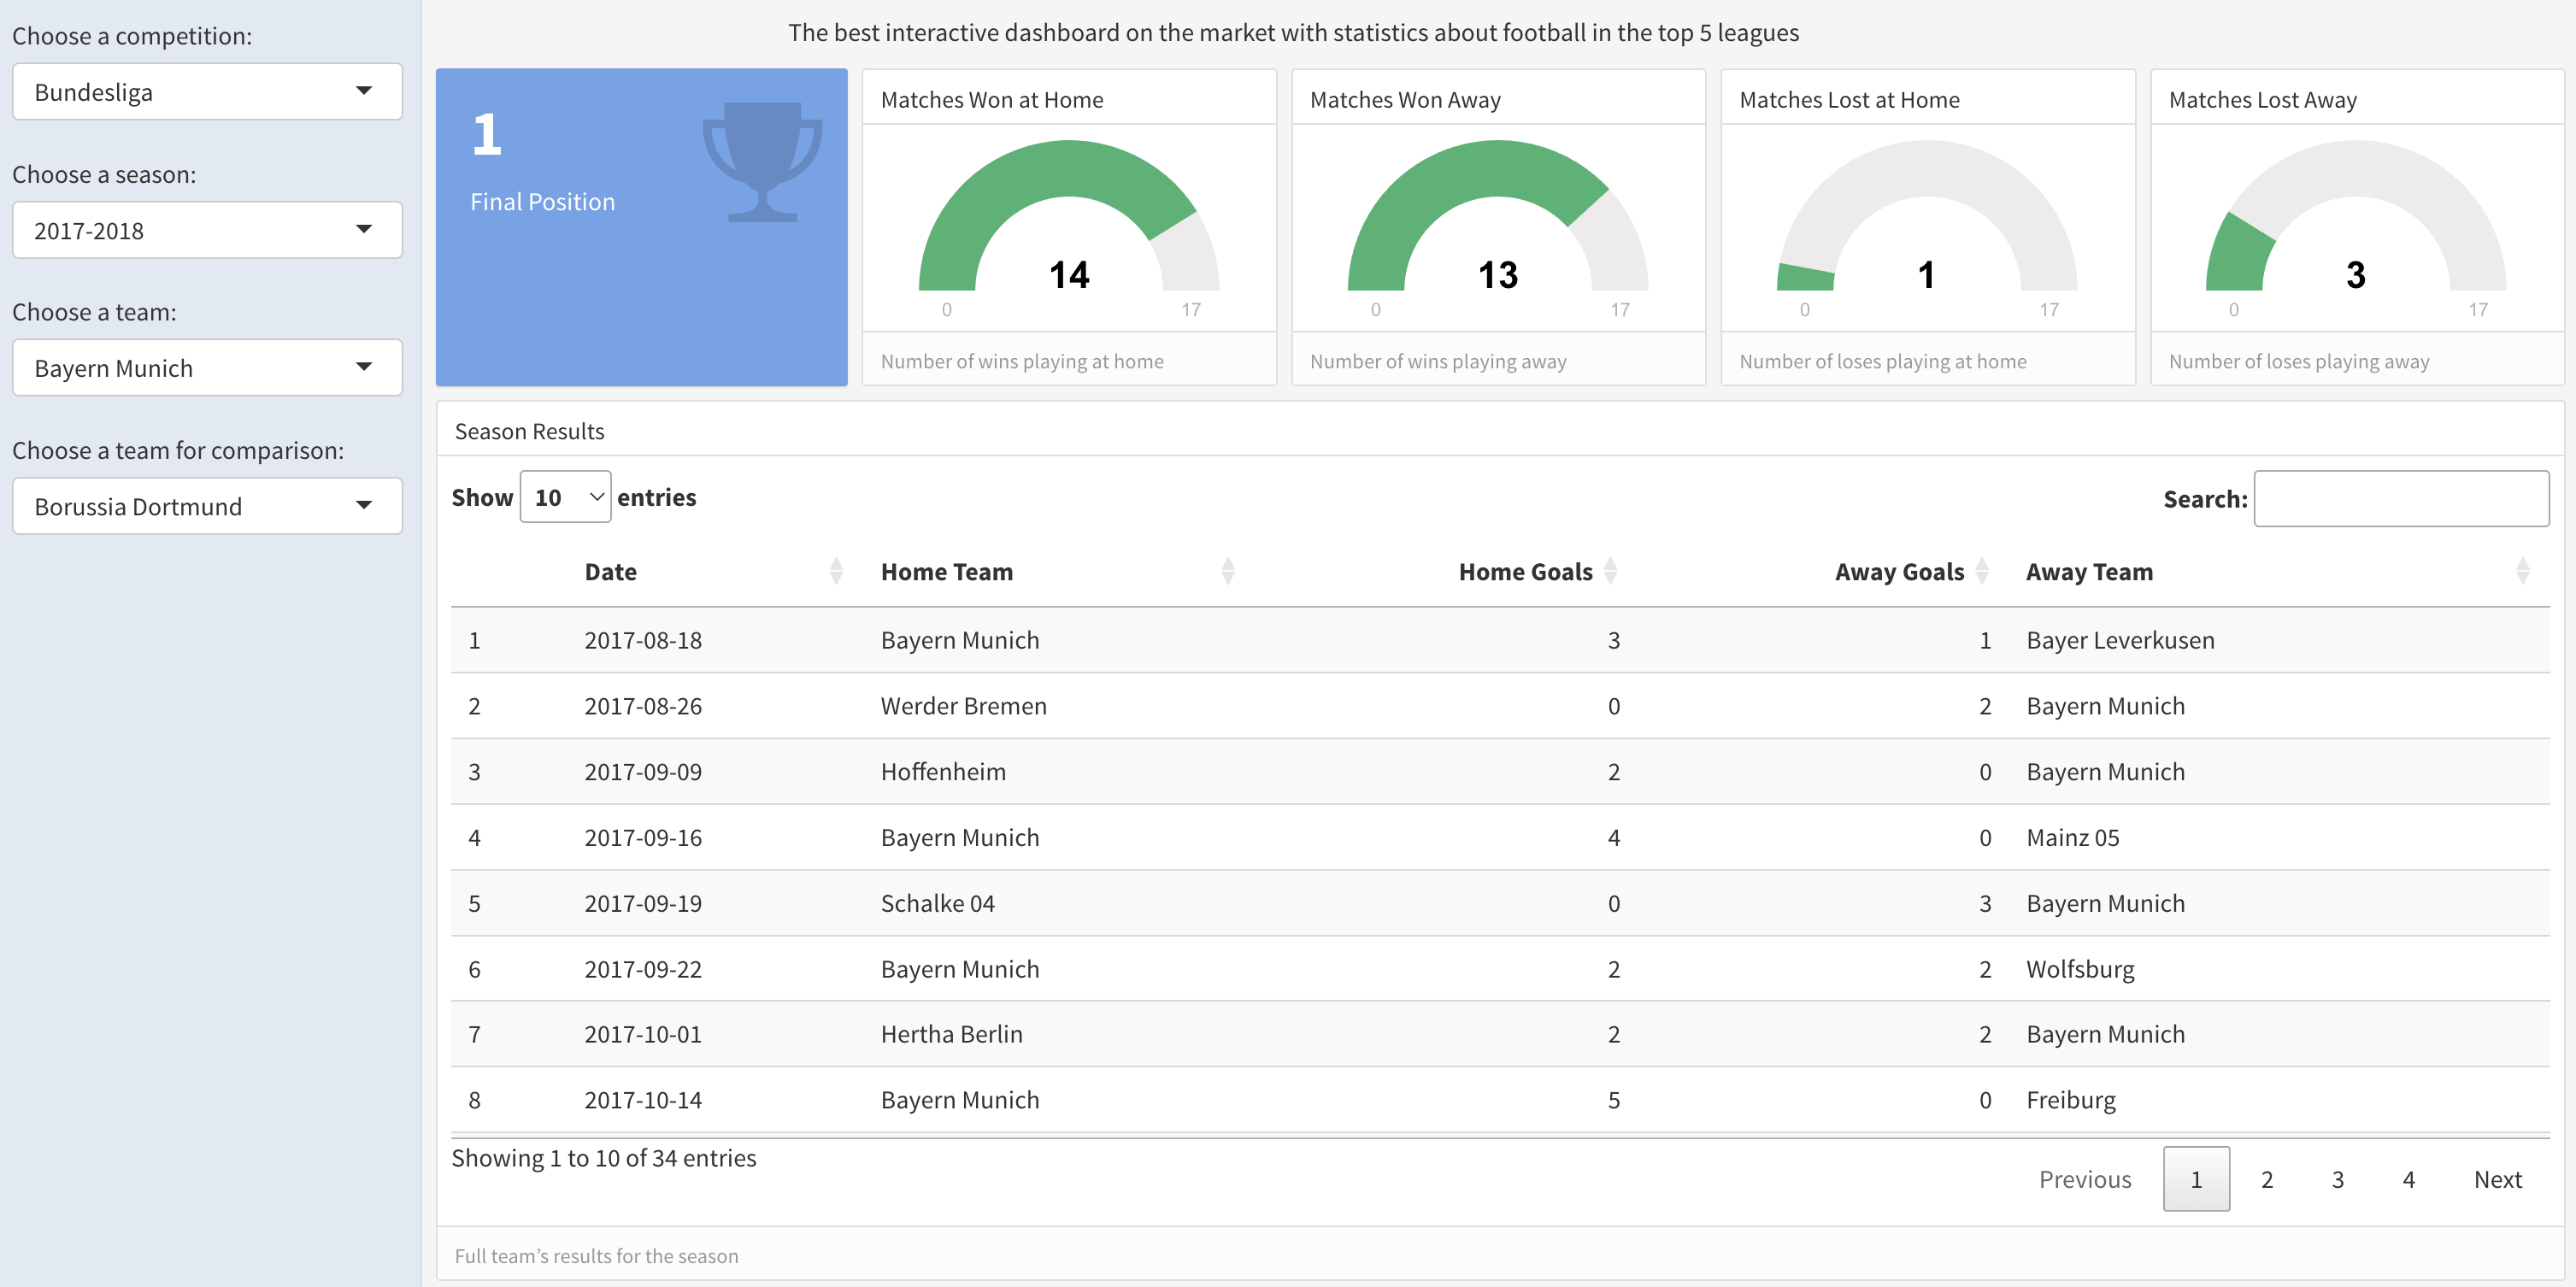 Choose a competition:
Bundesliga
Choose a season:
2017-2018
Choose a team:
Bayern Munich
Choose a team for comparison:
Borussia Dortmund
The best interactive dashboard on the market with statistics about football in the top 5 leagues
1
Final Position
Matches Won at Home
14
0 17
Number of wins playing at home
Matches Won Away
13
0 17
Number of wins playing away
Matches Lost at Home
1
0 17
Number of loses playing at home
Matches Lost Away
3
0 17
Number of loses playing away
Season Results
Show 10 entries Search:
Date Home Team Home Goals Away Goals Away Team
1 2017-08-18 Bayern Munich 3 1 Bayer Leverkusen
2 2017-08-26 Werder Bremen 0 2 Bayern Munich
3 2017-09-09 Hoffenheim 2 0 Bayern Munich
4 2017-09-16 Bayern Munich 4 0 Mainz 05
5 2017-09-19 Schalke 04 0 3 Bayern Munich
6 2017-09-22 Bayern Munich 2 2 Wolfsburg
7 2017-10-01 Hertha Berlin 2 2 Bayern Munich
8 2017-10-14 Bayern Munich 5 0 Freiburg
Showing 1 to 10 of 34 entries
Previous 1 2 3 4 Next
Full team's results for the season